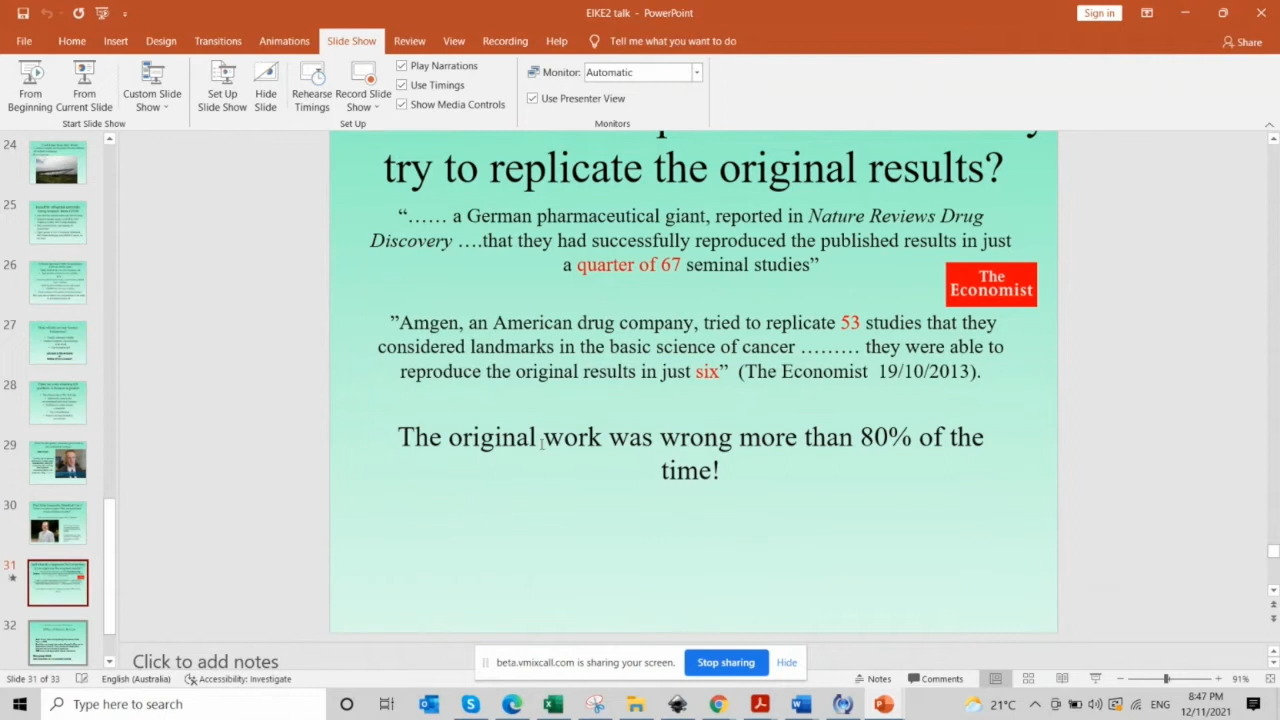 EIKE2 talk - PowerPoint
Sign in
File Home Insert Design Transitions Animations Slide Show Review View Recording Help Tell me what you want to do
Share
From Beginning
From Current Slide
Custom Slide Show
Set Up Slide Show
Hide Slide
Rehearse Timings
Record Slide Show
Play Narrations
Use Timings
Show Media Controls
Monitor: Automatic
Use Presenter View
Start Slide Show
Set Up
Monitors
24
25
26
27
28
29
30
31
32
try to replicate the original results?
“…… a German pharmaceutical giant, reported in Nature Reviews Drug
Discovery ….that they had successfully reproduced the published results in just
a quarter of 67 seminal studies”
The
Economist
”Amgen, an American drug company, tried to replicate 53 studies that they
considered landmarks in the basic science of cancer ……… they were able to
reproduce the original results in just six” (The Economist 19/10/2013).
The original work was wrong more than 80% of the
time!
Click to add notes
beta.vmixcall.com is sharing your screen.
Stop sharing
Hide
31 of 33
English (Australia)
Accessibility: Investigate
Notes
Comments
91%
Type here to search
21°C
ENG
8:47 PM
12/11/2021